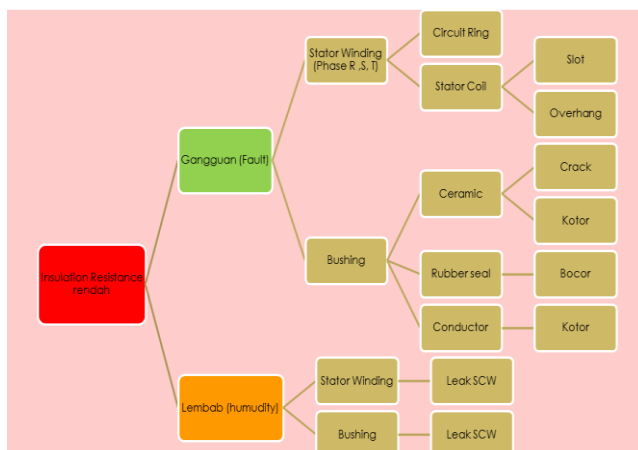 Insulation Resistance
rendah
Gangguan (Fault)
Stator Winding
(Phase R ,S, T)
Circuit Ring
Stator Coil
Slot
Overhang
Bushing
Ceramic
Crack
Kotor
Rubber seal
Bocor
Conductor
Kotor
Lembab (humudity)
Stator Winding
Leak SCW
Bushing
Leak SCW